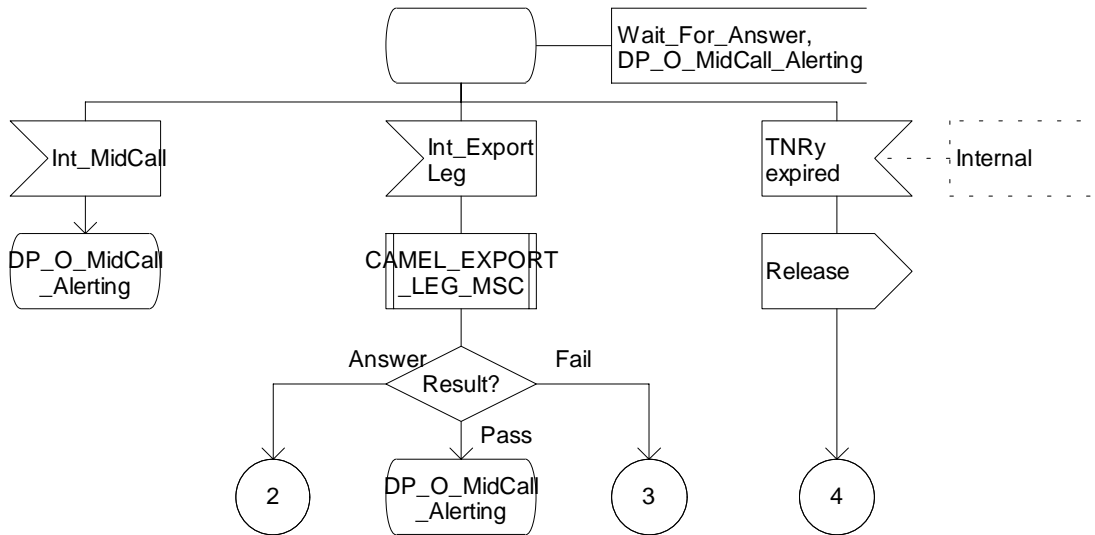 Wait_For_Answer,
DP_O_MidCall_Alerting
Int_MidCall
Int_Export
Leg
TNRy
expired
Internal
DP_O_MidCall
_Alerting
CAMEL_EXPORT
_LEG_MSC
Release
Answer
Result?
Fail
Pass
2
DP_O_MidCall
_Alerting
3
4